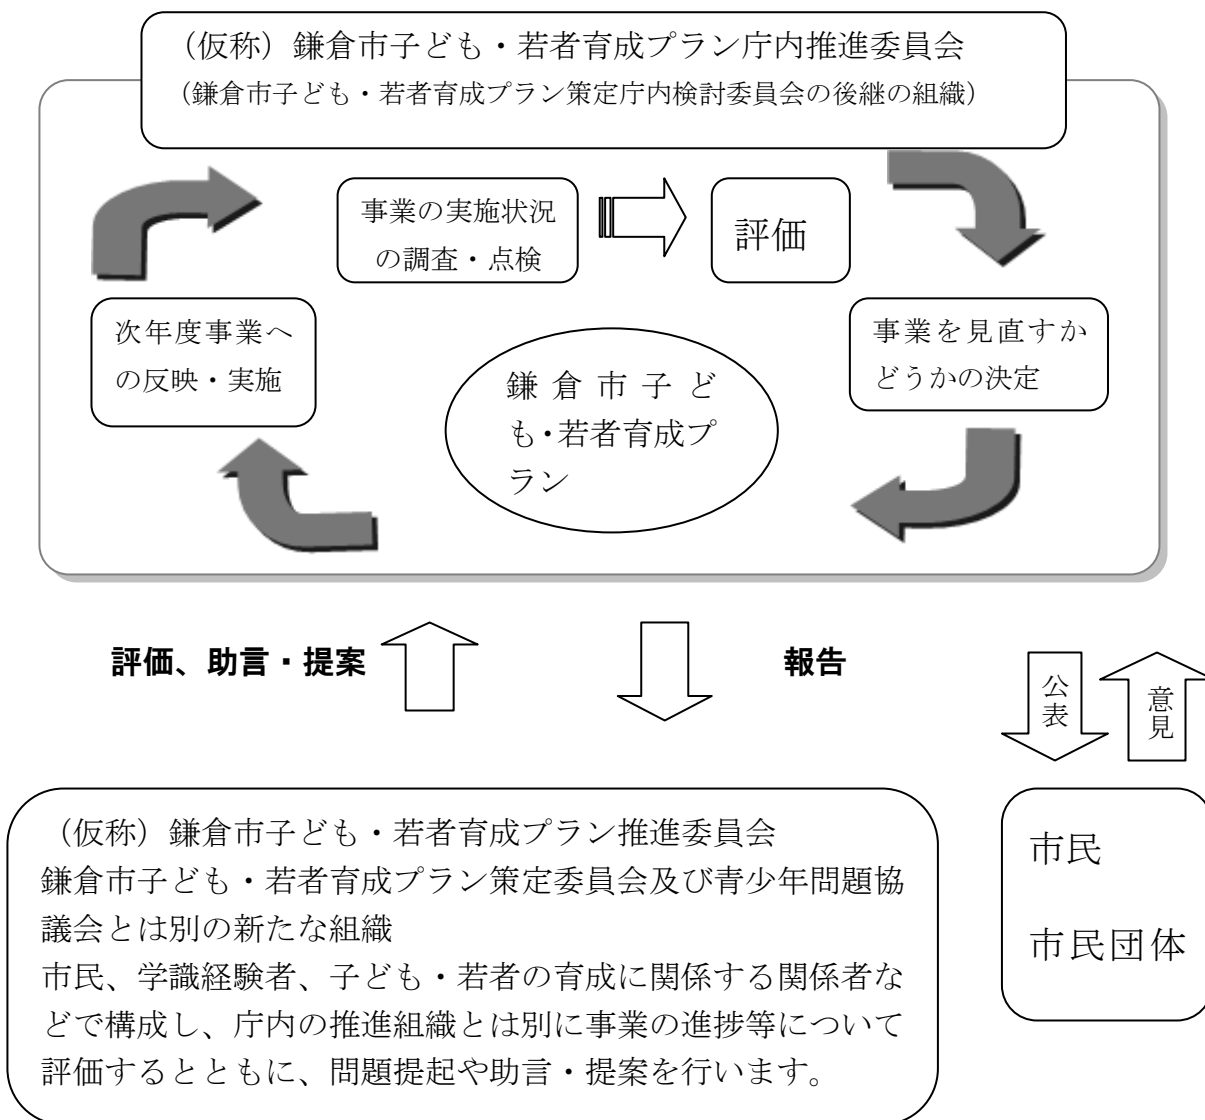 （仮称）鎌倉市子ども・若者育成プラン庁内推進委員会
（鎌倉市子ども・若者育成プラン策定庁内検討委員会の後継の組織）
事業の実施状況
の調査・点検
評価
次年度事業へ
の反映・実施
事業を見直すか
どうかの決定
鎌倉市子ど
も・若者育成プ
ラン
評価、助言・提案
報告
公表
意見
（仮称）鎌倉市子ども・若者育成プラン推進委員会
鎌倉市子ども・若者育成プラン策定委員会及び青少年問題協
議会とは別の新たな組織
市民、学識経験者、子ども・若者の育成に関係する関係者な
どで構成し、庁内の推進組織とは別に事業の進捗等について
評価するとともに、問題提起や助言・提案を行います。
市民
市民団体